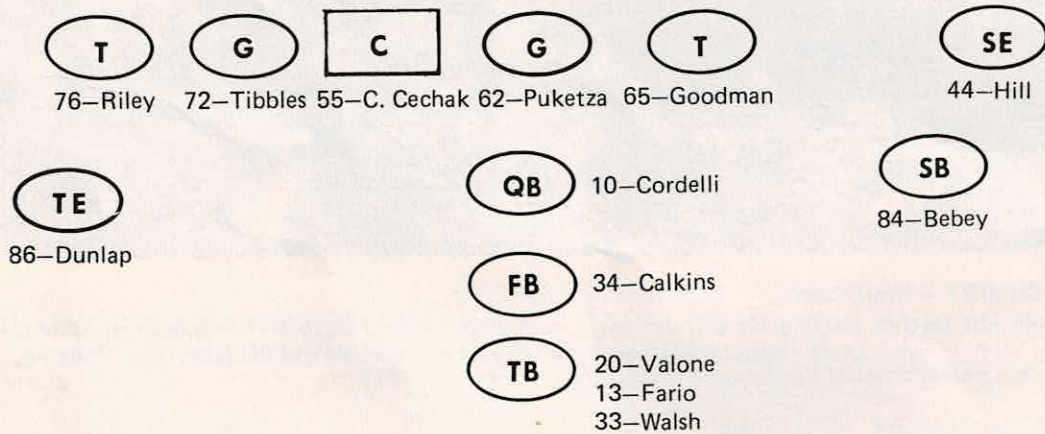 T G C G T SE
76—Riley 72—Tibbles 55—C. Cechak 62—Puketza 65—Goodman 44—Hill
TE QB 10—Cordelli SB
86—Dunlap 84—Bebey
FB 34—Calkins
TB 20—Valone
13—Fario
33—Walsh